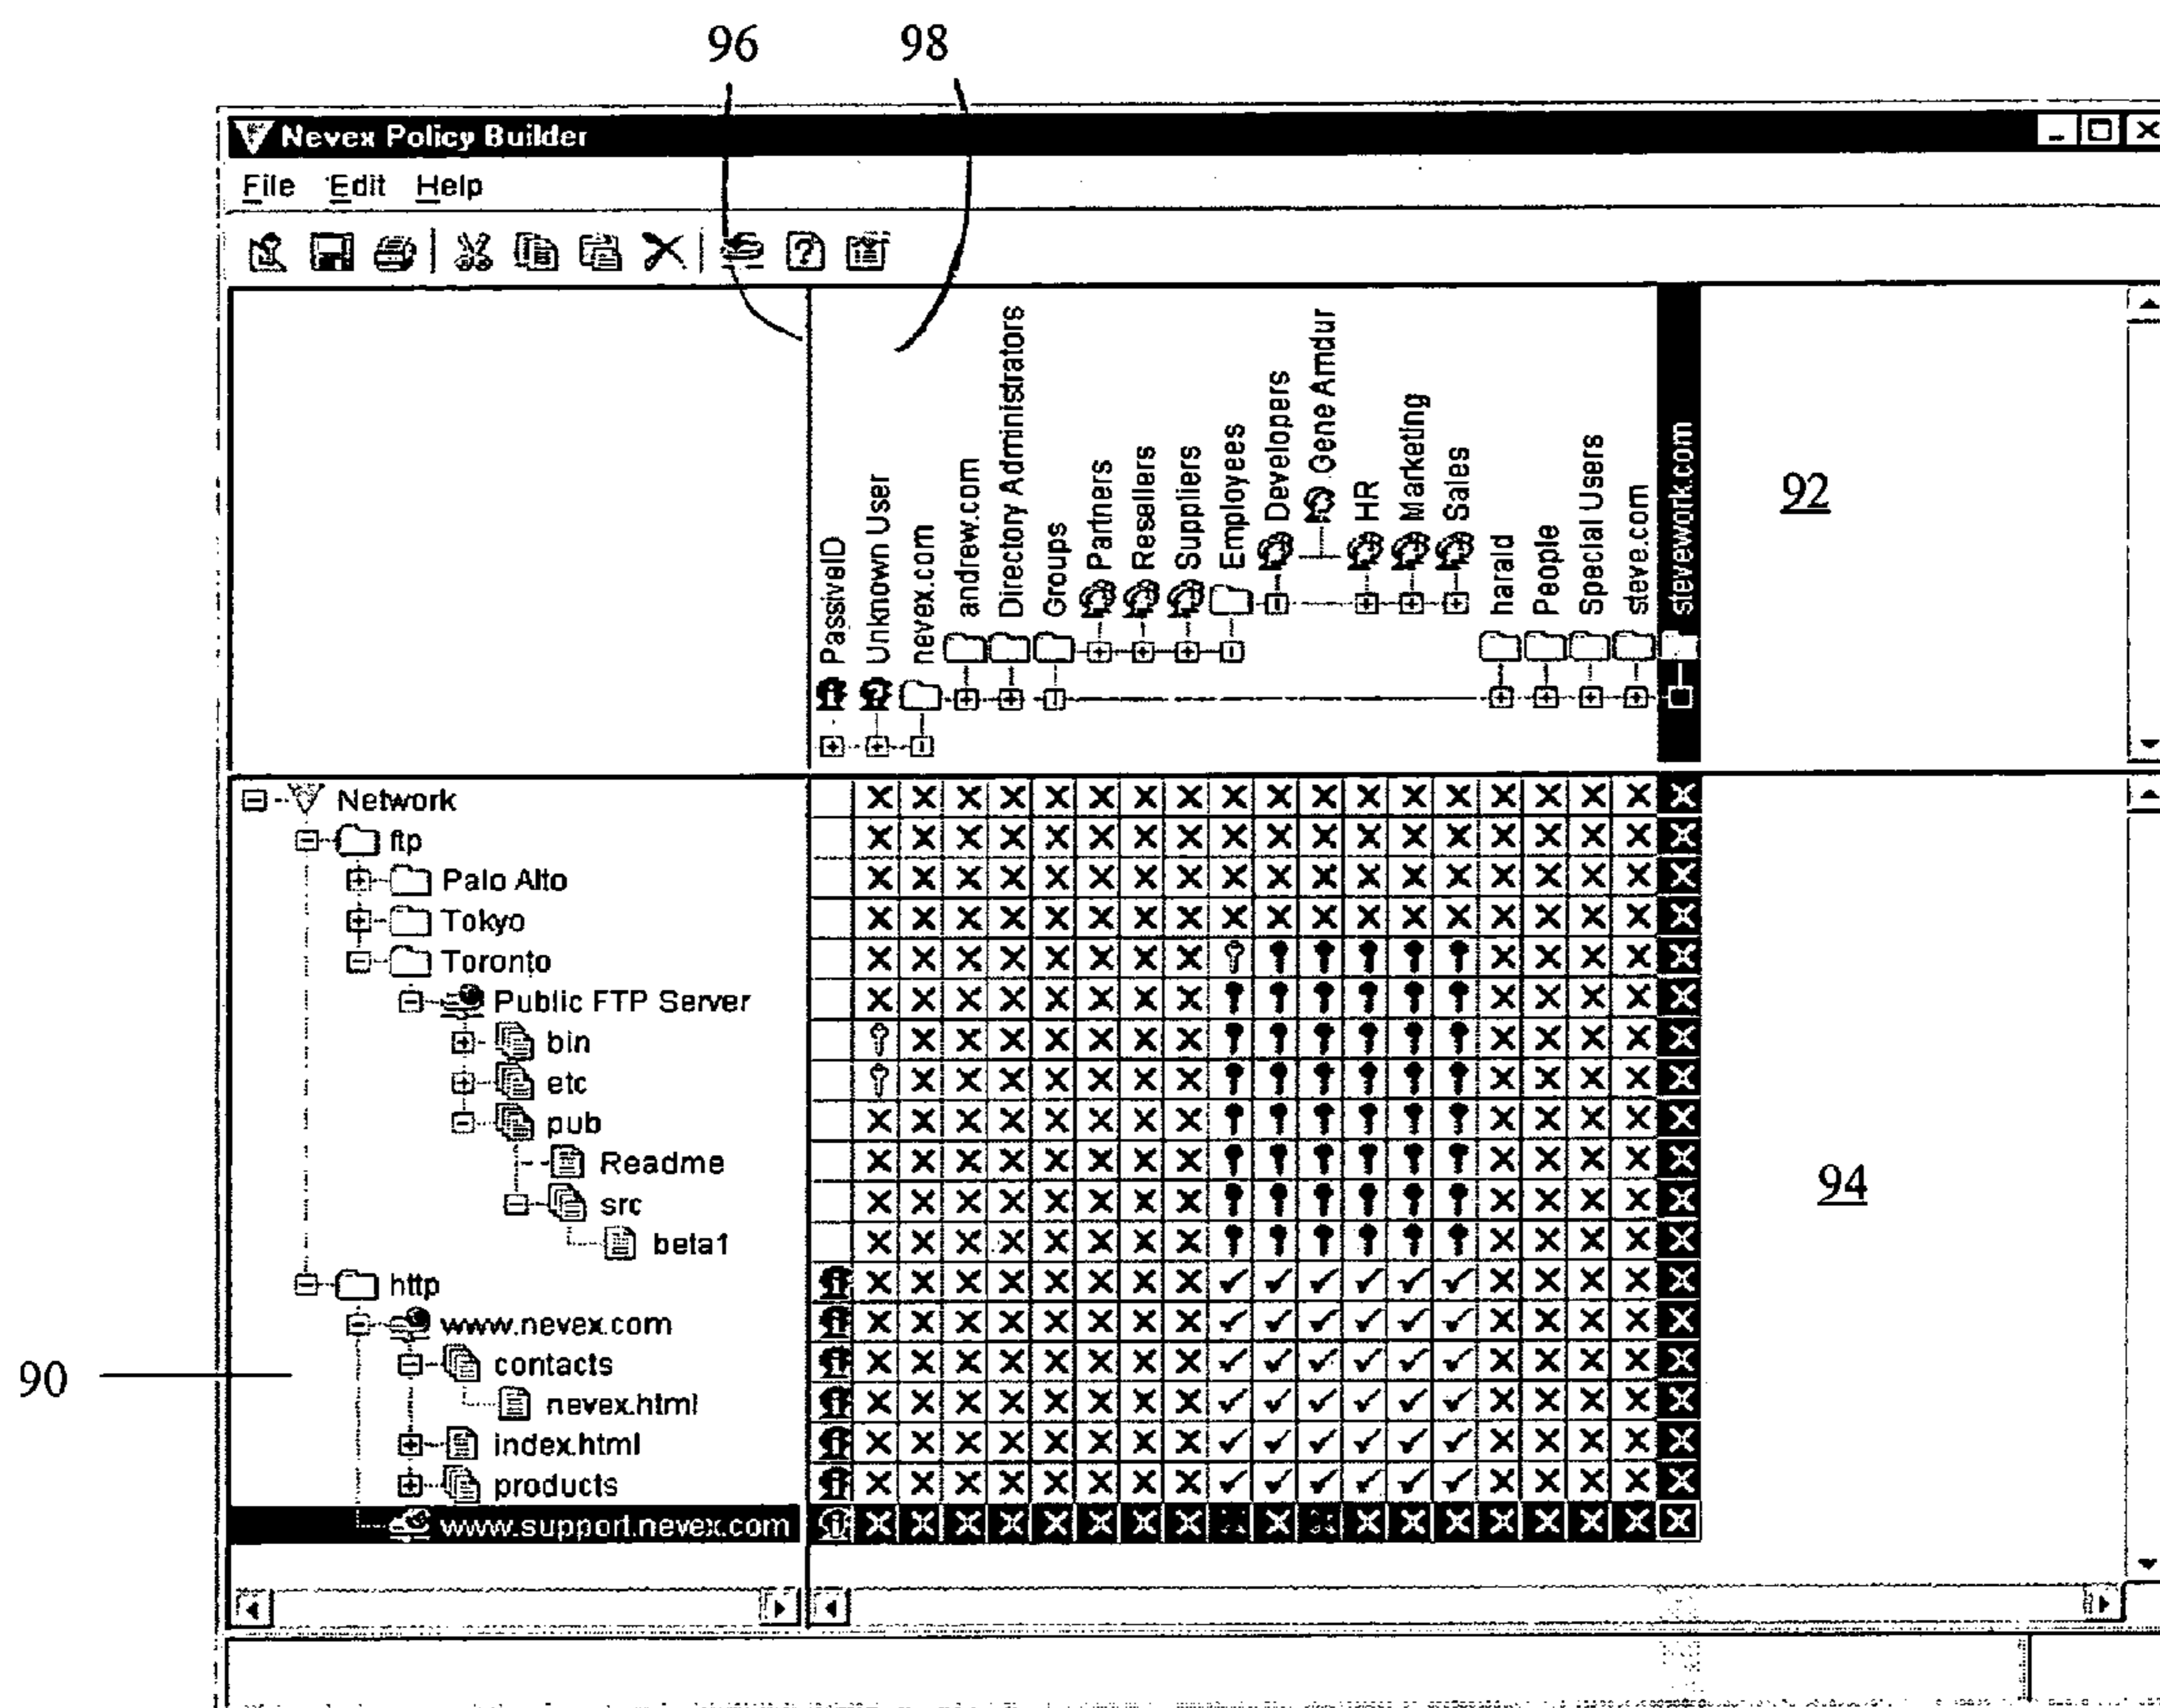 96 98
Nevex Policy Builder
File Edit Help
PassiveID
Unknown User
nevex.com
andrew.com
Directory Administrators
Groups
Partners
Resellers
Suppliers
Employees
Developers
Gene Amdur
HR
Marketing
Sales
harald
People
Special Users
steve.com
stevework.com
92
Network
ftp
Palo Alto
Tokyo
Toronto
Public FTP Server
bin
etc
pub
Readme
src
beta1
94
http
www.nevex.com
90
contacts
nevex.html
index.html
products
www.support.nevex.com